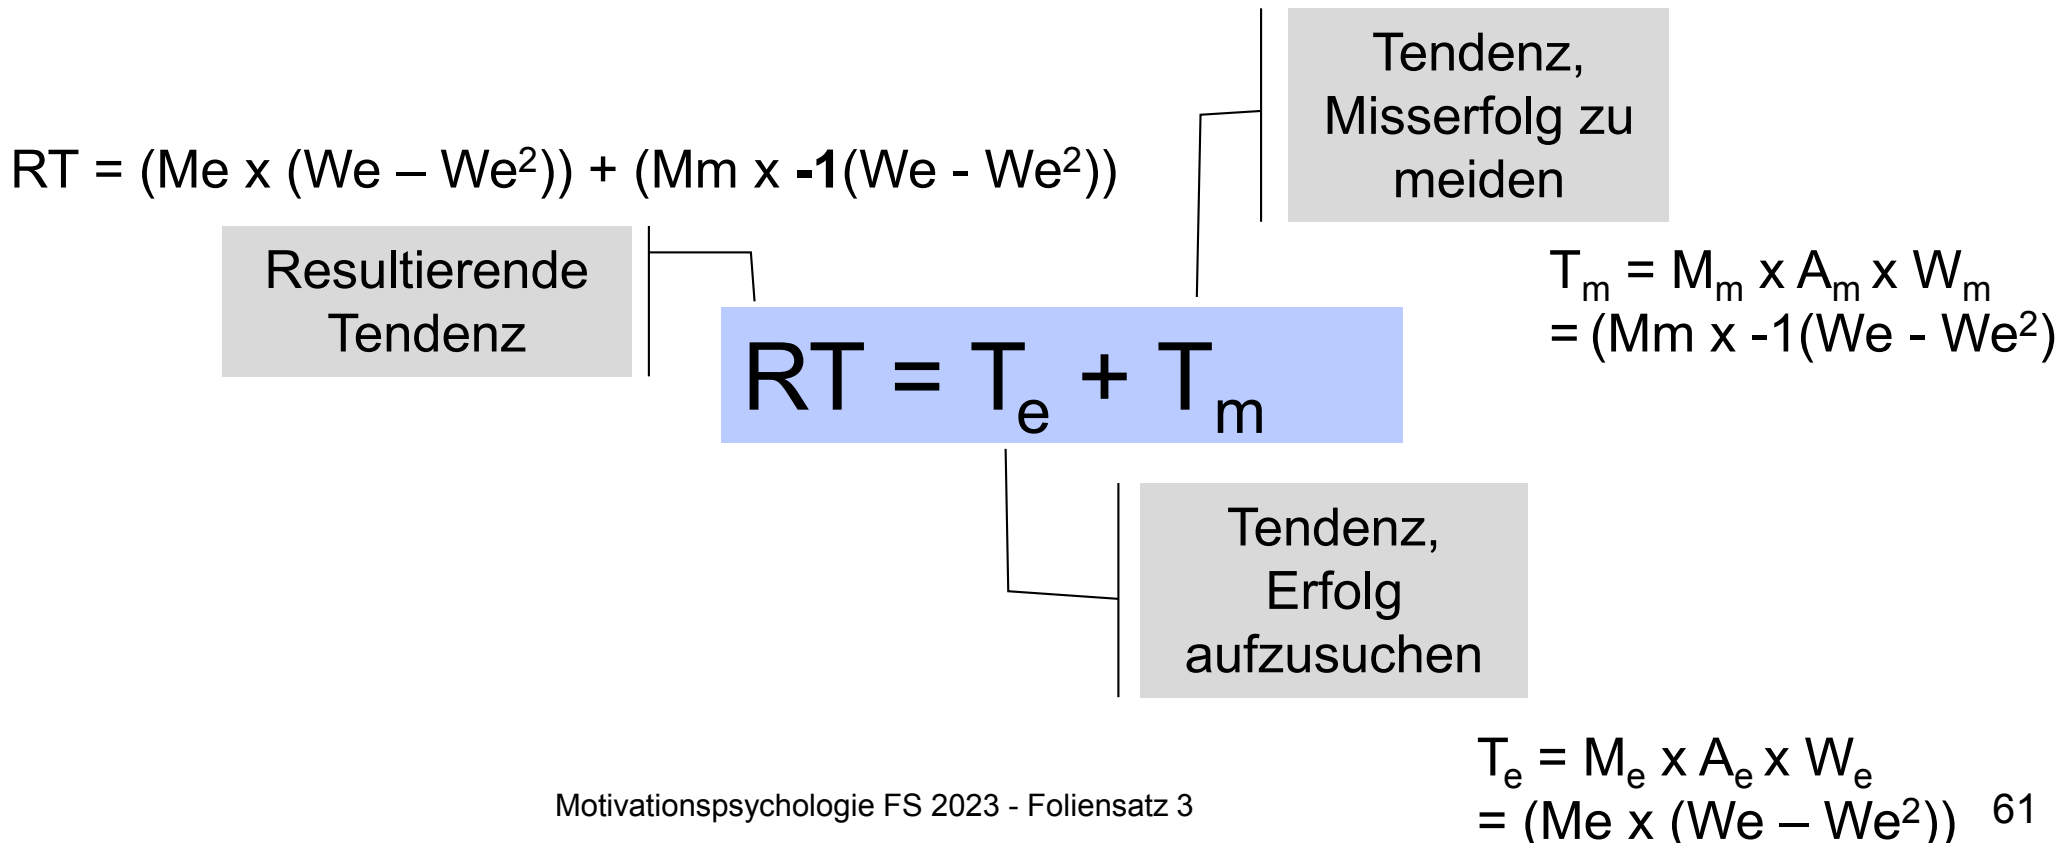 Tendenz,
Misserfolg zu
meiden
RT = (Me x (We – We²)) + (Mm x -1(We - We²))
Resultierende
Tendenz
Tₘ = Mₘ x Aₘ x Wₘ
= (Mm x -1(We - We²)
RT = Tₑ + Tₘ
Tendenz,
Erfolg
aufzusuchen
Tₑ = Mₑ x Aₑ x Wₑ
= (Me x (We – We²))
Motivationspsychologie FS 2023 - Foliensatz 3
61